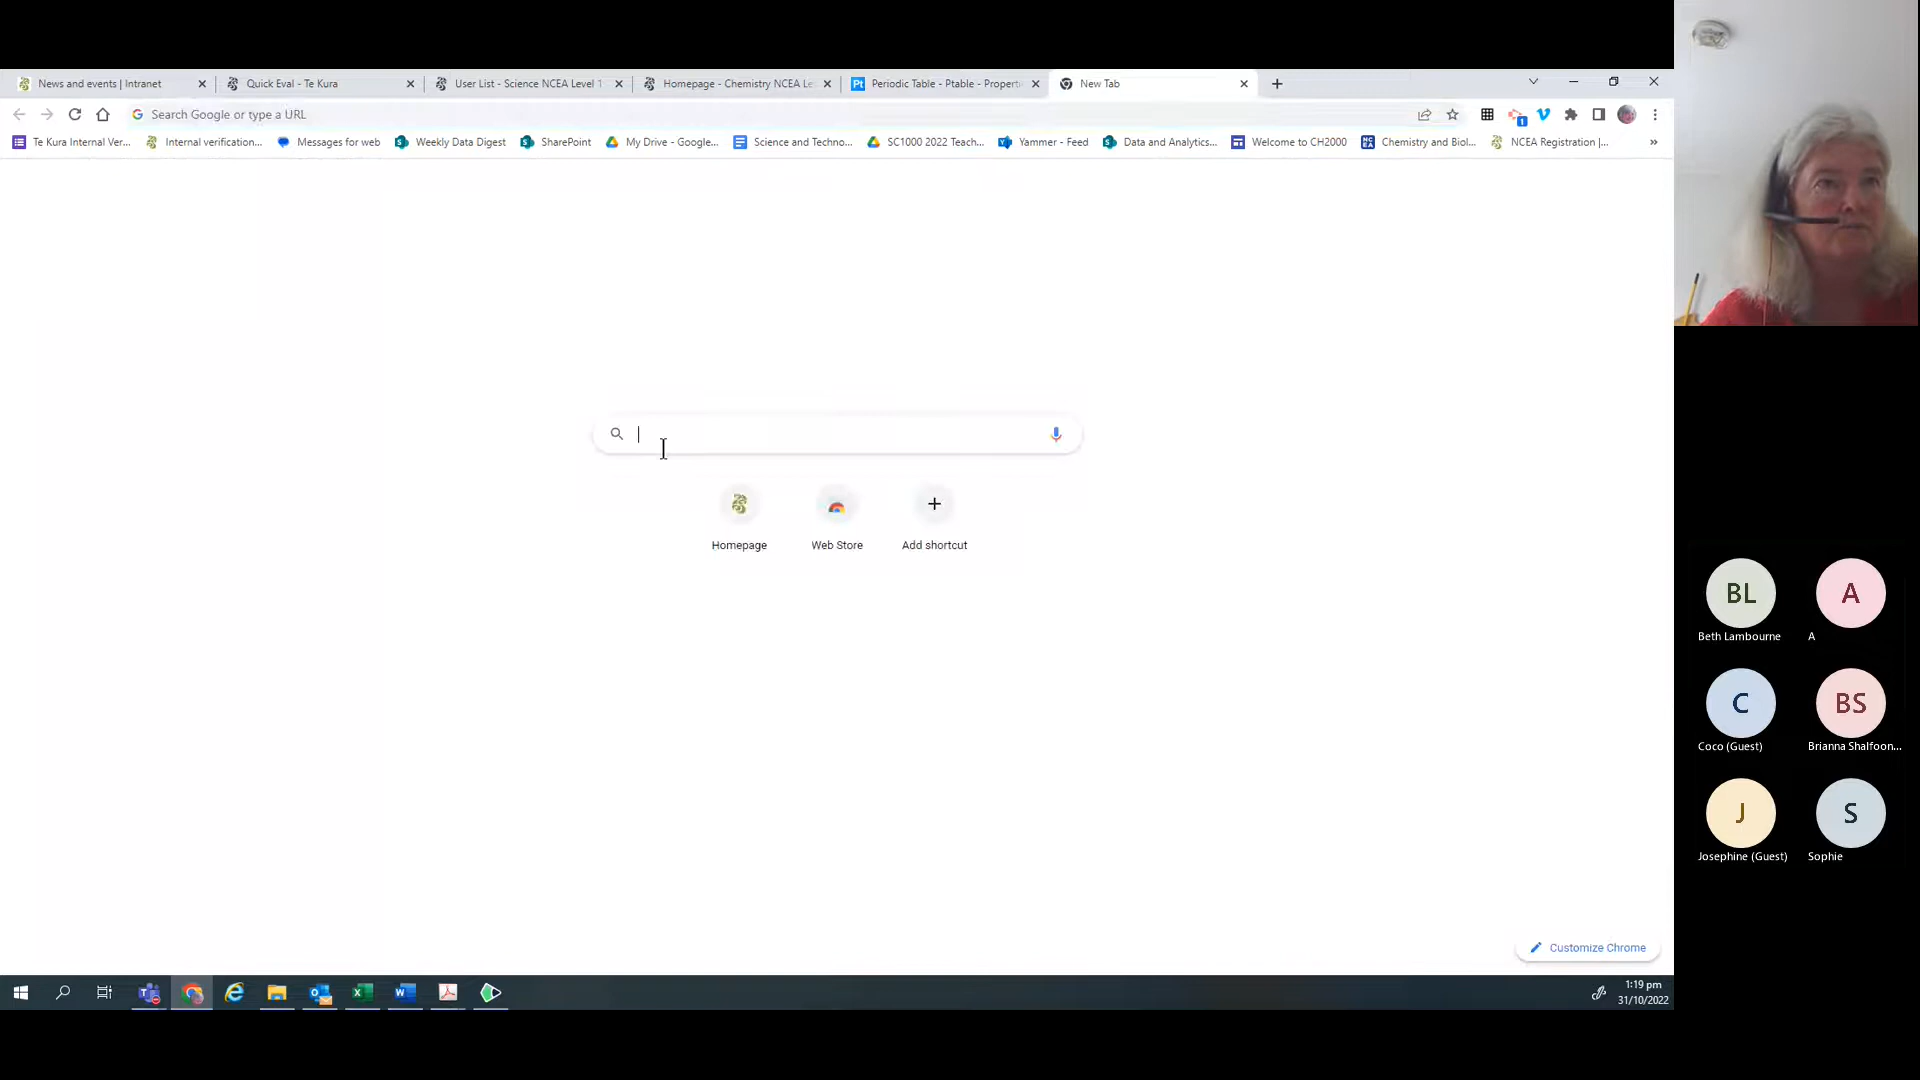 News and events | Intranet
Quick Eval - Te Kura
User List - Science NCEA Level 1
Homepage - Chemistry NCEA Le
Pt Periodic Table - Ptable - Propert
New Tab
Search Google or type a URL
Te Kura Internal Ver...
Internal verification...
Messages for web
Weekly Data Digest
SharePoint
My Drive - Google...
Science and Techno...
SC1000 2022 Teach...
Yammer - Feed
Data and Analytics...
Welcome to CH2000
Chemistry and Biol...
NCEA Registration |...
»
Homepage
Web Store
Add shortcut
Customize Chrome
1:19 pm
31/10/2022
BL
Beth Lambourne
A
A
C
Coco (Guest)
BS
Brianna Shalfoon...
J
Josephine (Guest)
S
Sophie